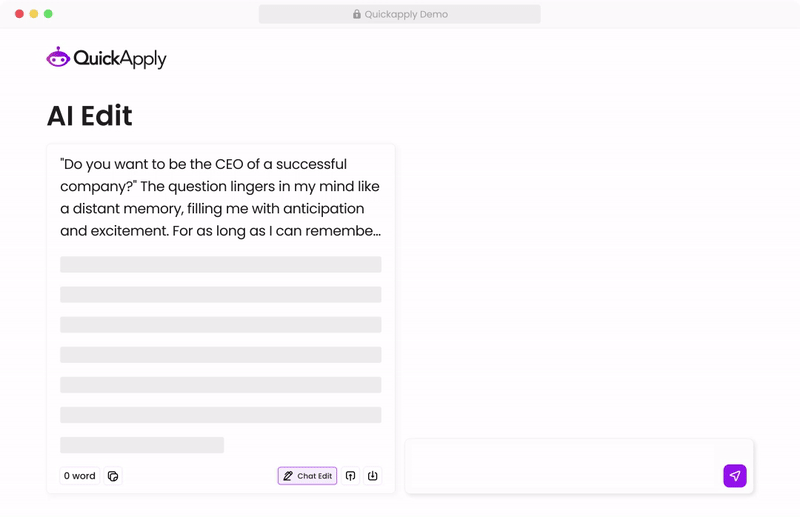 Quickapply Demo
QuickApply
AI Edit
"Do you want to be the CEO of a successful
company?" The question lingers in my mind like
a distant memory, filling me with anticipation
and excitement. For as long as I can remembe...
0 word
Chat Edit